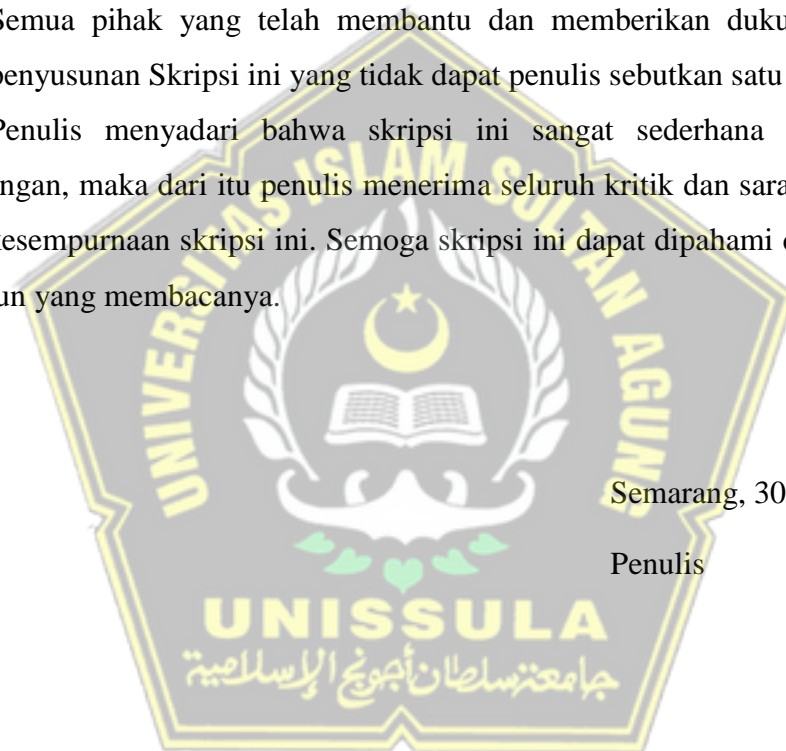 Semua pihak yang telah membantu dan memberikan duku
penyusunan Skripsi ini yang tidak dapat penulis sebutkan satu
Penulis menyadari bahwa skripsi ini sangat sederhana
ngan, maka dari itu penulis menerima seluruh kritik dan sara
kesempurnaan skripsi ini. Semoga skripsi ini dapat dipahami
un yang membacanya.
UNIVERSITAS ISLAM SULTAN AGUNG
Semarang, 30
Penulis
UNISSULA
جامعة سلطان أجونج الإسلامية